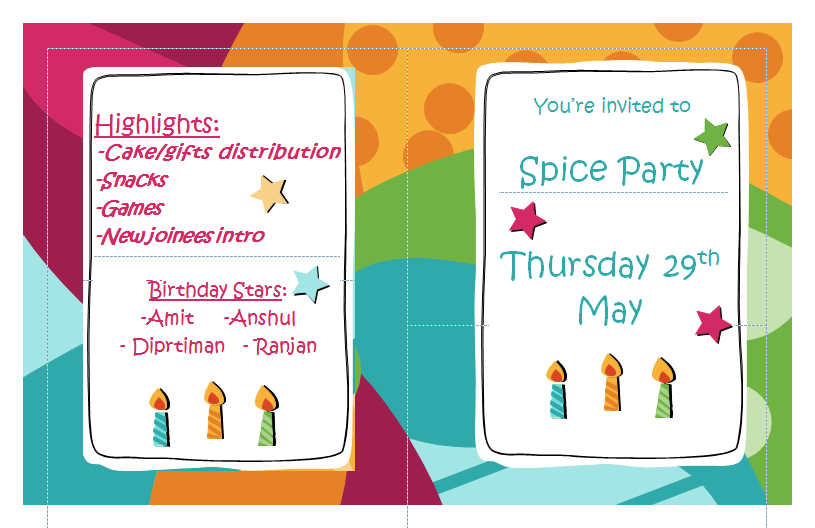 Highlights:
-Cake/gifts distribution
-Snacks
-Games
-New joinees intro
Birthday Stars:
-Amit -Anshul
- Diprtiman - Ranjan
You're invited to
Spice Party
Thursday 29th
May